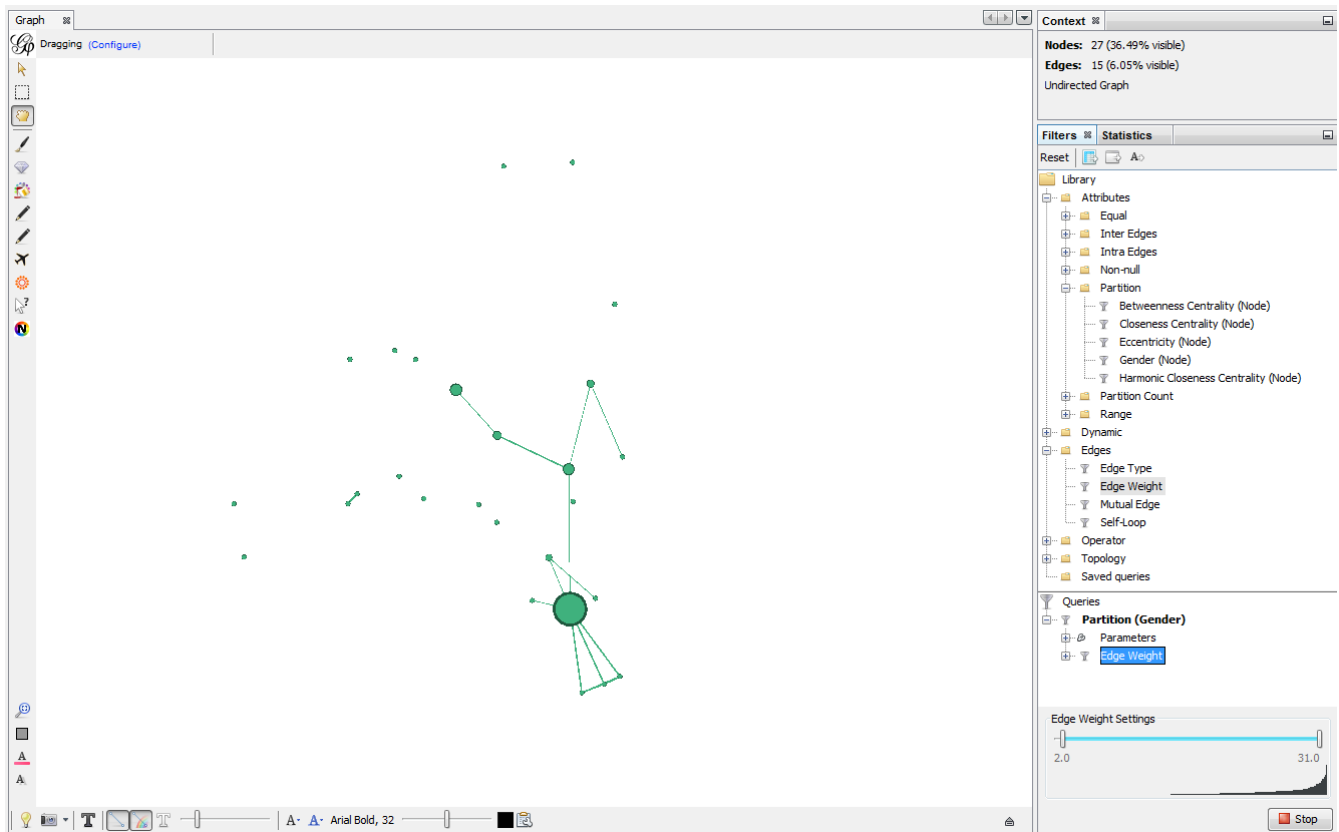 Graph
Dragging (Configure)
Context
Nodes: 27 (36.49% visible)
Edges: 15 (6.05% visible)
Undirected Graph
Filters Statistics
Reset
Library
Attributes
Equal
Inter Edges
Intra Edges
Non-null
Partition
Betweenness Centrality (Node)
Closeness Centrality (Node)
Eccentricity (Node)
Gender (Node)
Harmonic Closeness Centrality (Node)
Partition Count
Range
Dynamic
Edges
Edge Type
Edge Weight
Mutual Edge
Self-Loop
Operator
Topology
Saved queries
Queries
Partition (Gender)
Parameters
Edge Weight
Edge Weight Settings
2.0 31.0
T T A- A- Arial Bold, 32
Stop